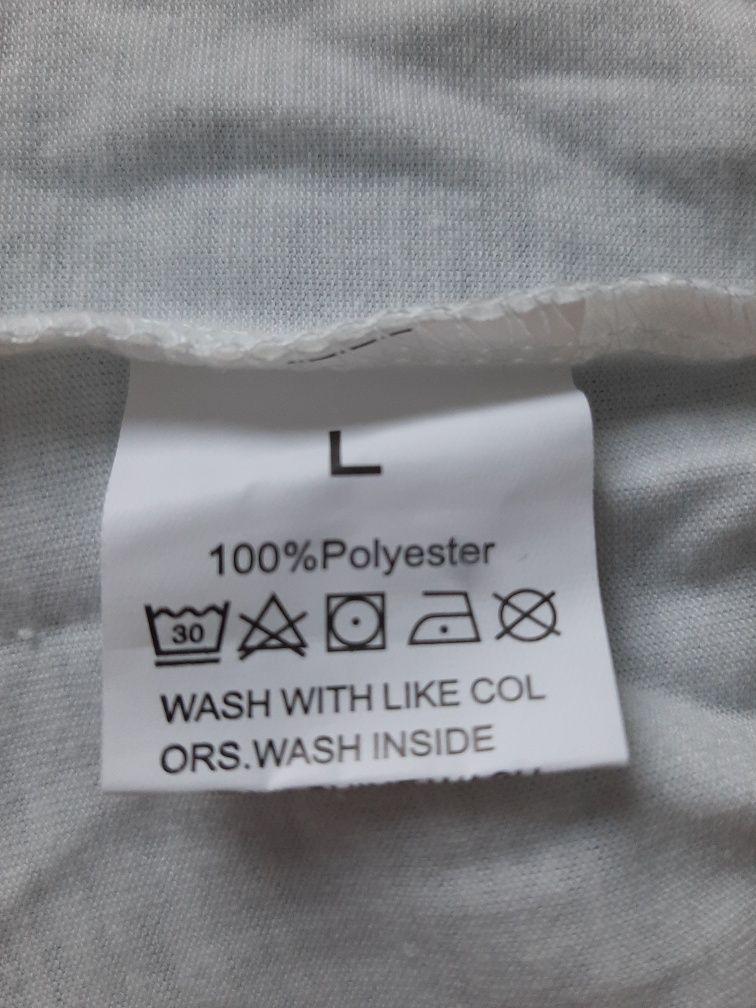 L
100%Polyester
30
WASH WITH LIKE COL
ORS.WASH INSIDE